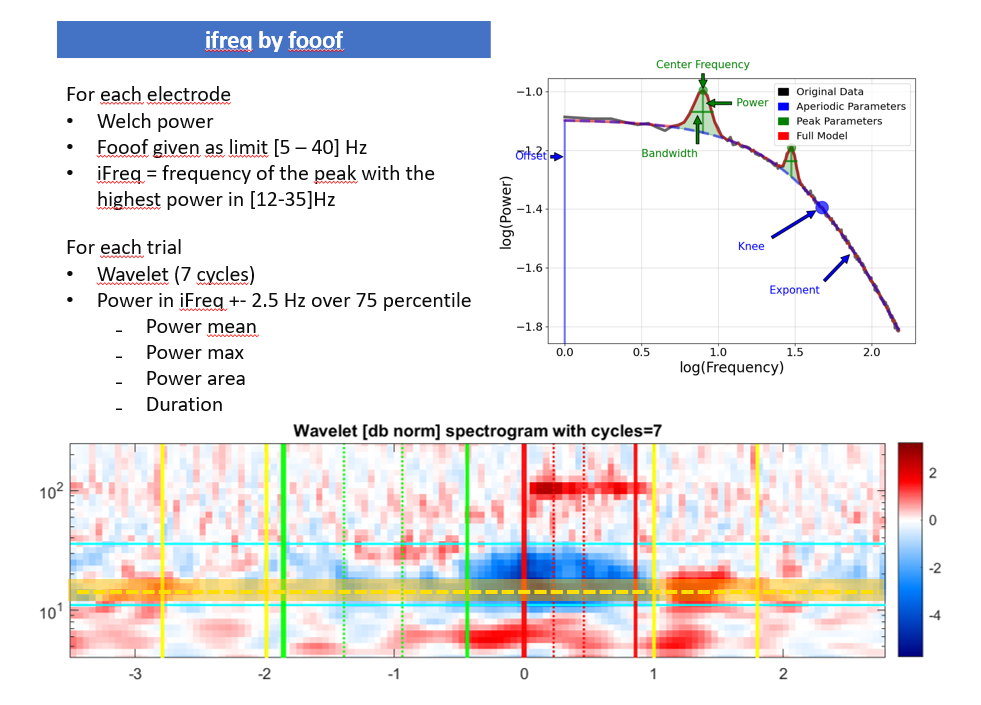 ifreq by fooof
For each electrode
• Welch power
• Fooof given as limit [5 – 40] Hz
• iFreq = frequency of the peak with the
highest power in [12-35]Hz
For each trial
• Wavelet (7 cycles)
• Power in iFreq +- 2.5 Hz over 75 percentile
- Power mean
- Power max
- Power area
- Duration
Center Frequency
Power
Bandwidth
Offset
Knee
Exponent
Original Data
Aperiodic Parameters
Peak Parameters
Full Model
−1.0
−1.2
−1.4
−1.6
−1.8
log(Power)
0.0 0.5 1.0 1.5 2.0
log(Frequency)
Wavelet [db norm] spectrogram with cycles=7
10²
10¹
-3 -2 -1 0 1 2
2
0
-2
-4